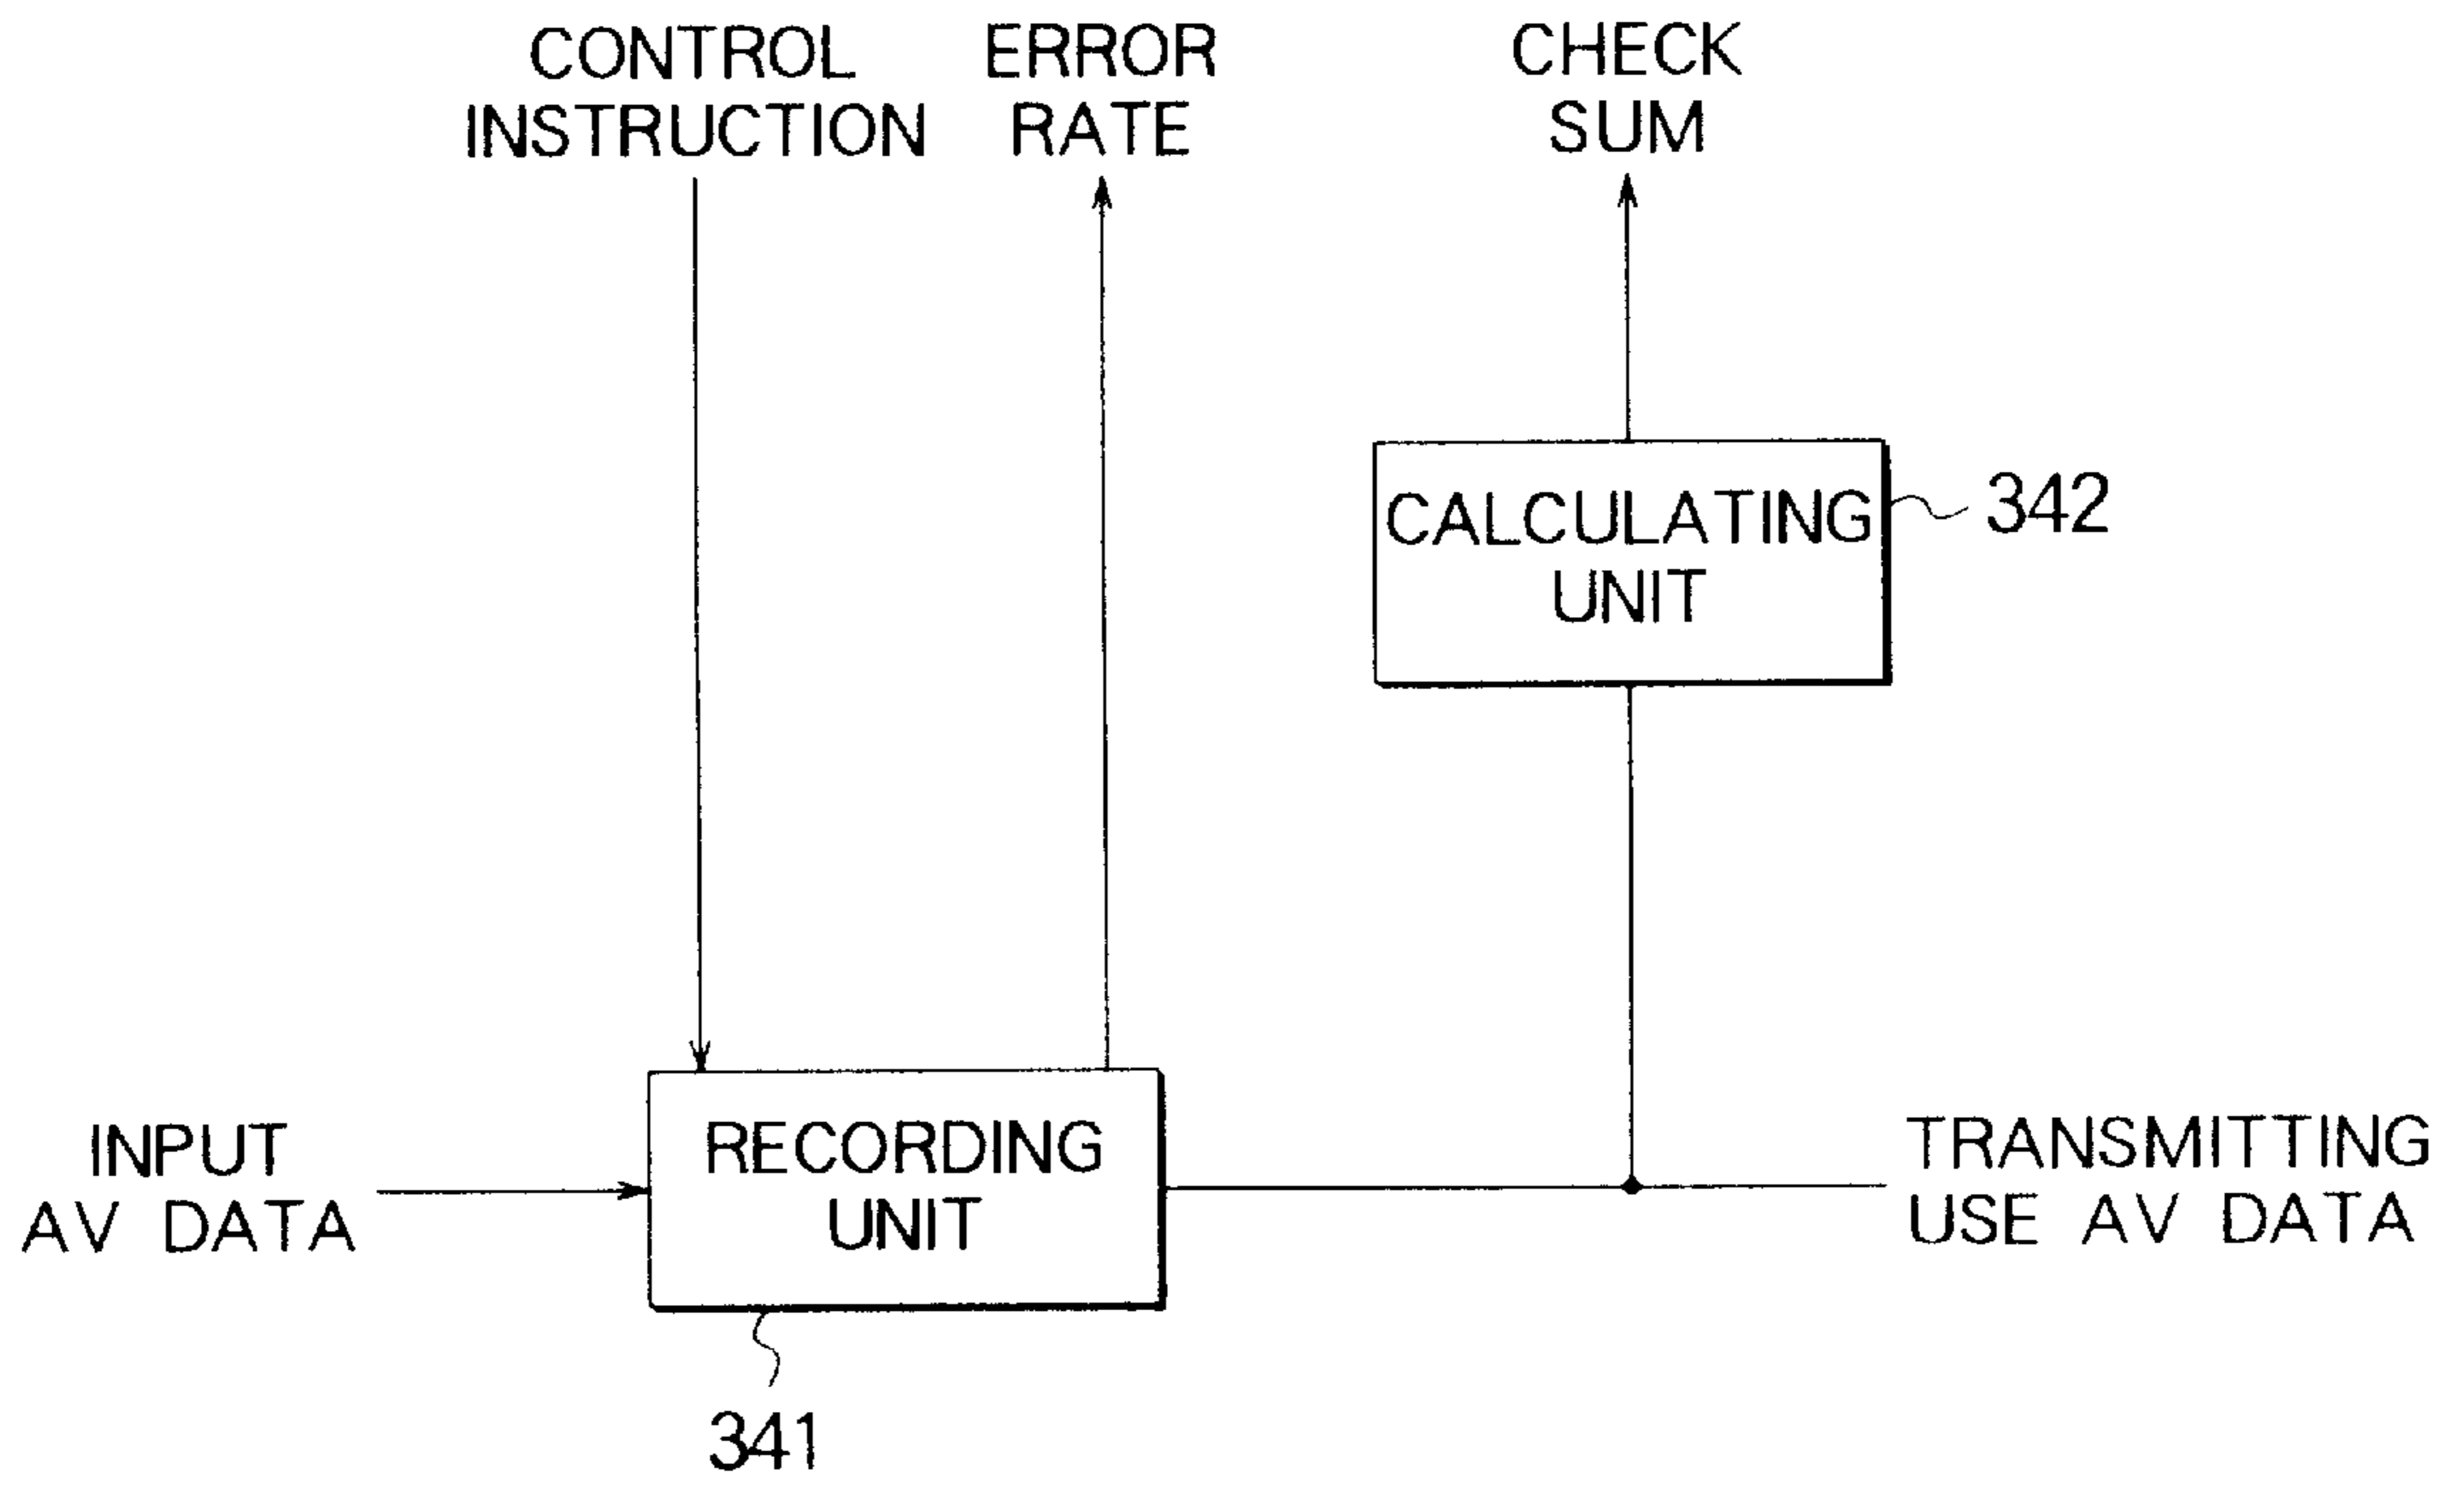 CONTROL
INSTRUCTION
ERROR
RATE
CHECK
SUM
CALCULATING
UNIT
342
INPUT
AV DATA
RECORDING
UNIT
TRANSMITTING
USE AV DATA
341